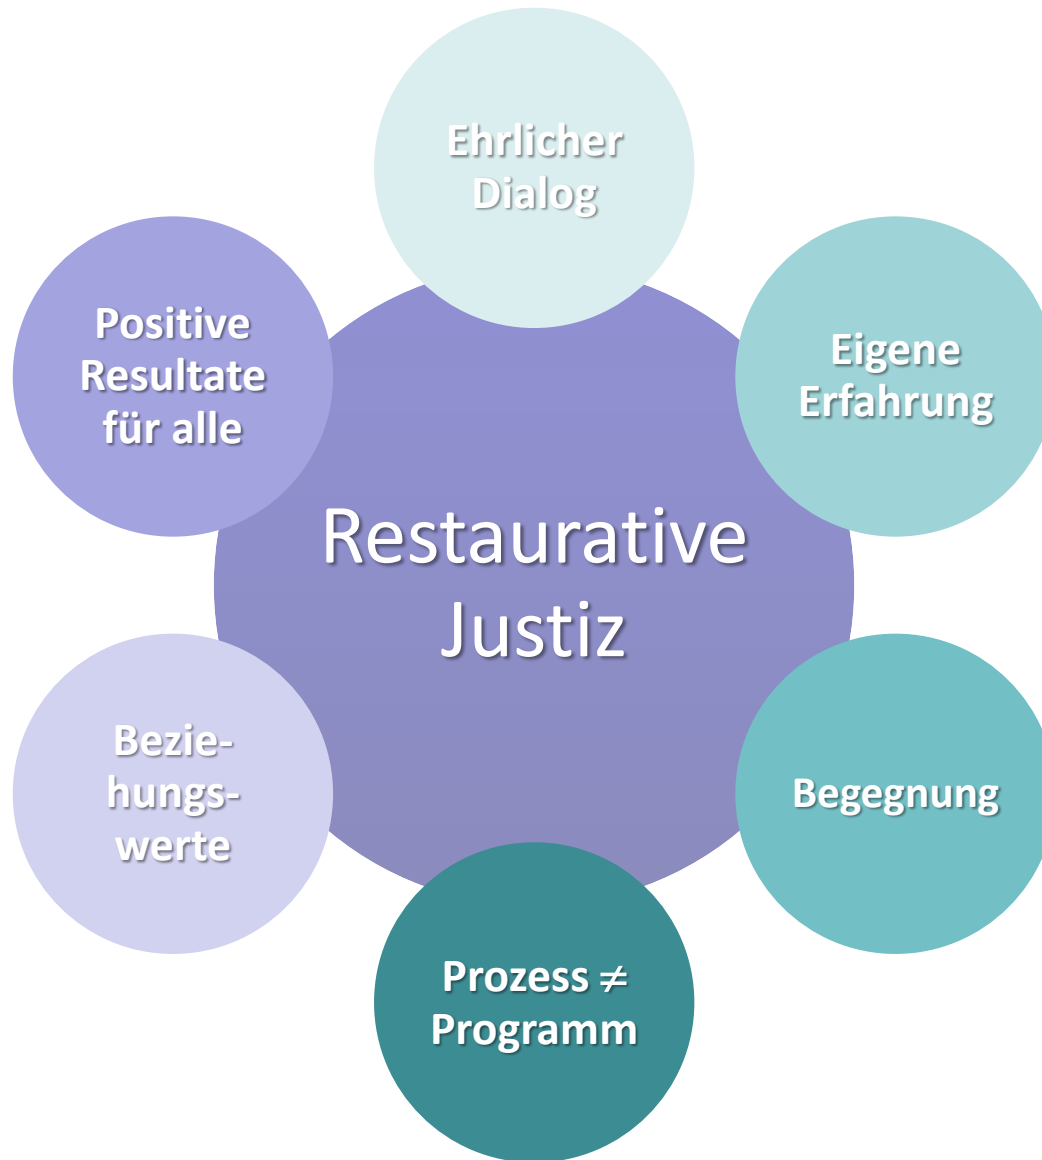 Ehrlicher
Dialog
Eigene
Erfahrung
Begegnung
Prozess ≠
Programm
Bezie-
hungs-
werte
Positive
Resultate
für alle
Restaurative
Justiz